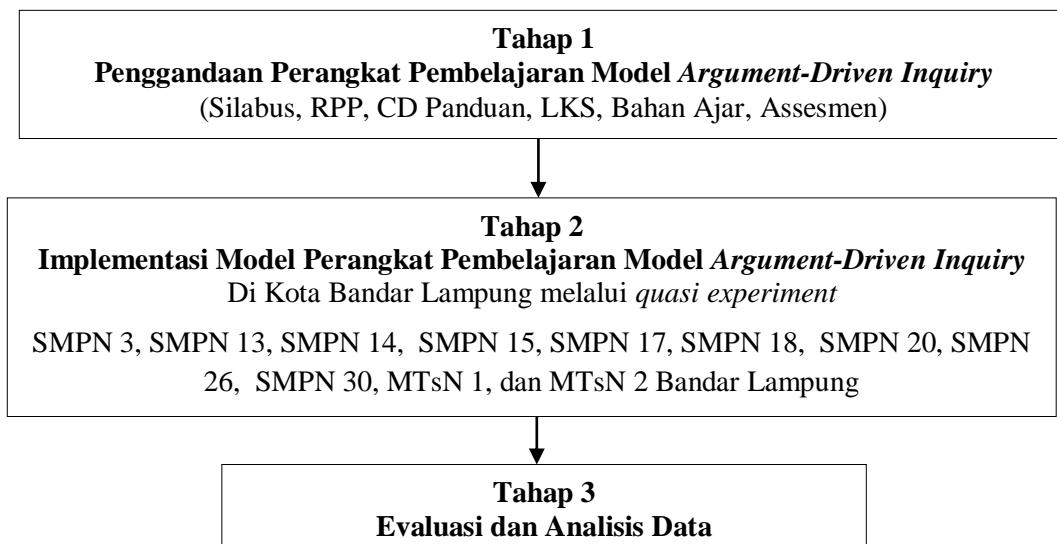 Tahap 1
Penggandaan Perangkat Pembelajaran Model Argument-Driven Inquiry
(Silabus, RPP, CD Panduan, LKS, Bahan Ajar, Assesmen)
Tahap 2
Implementasi Model Perangkat Pembelajaran Model Argument-Driven Inquiry
Di Kota Bandar Lampung melalui quasi experiment
SMPN 3, SMPN 13, SMPN 14, SMPN 15, SMPN 17, SMPN 18, SMPN 20, SMPN
26, SMPN 30, MTsN 1, dan MTsN 2 Bandar Lampung
Tahap 3
Evaluasi dan Analisis Data